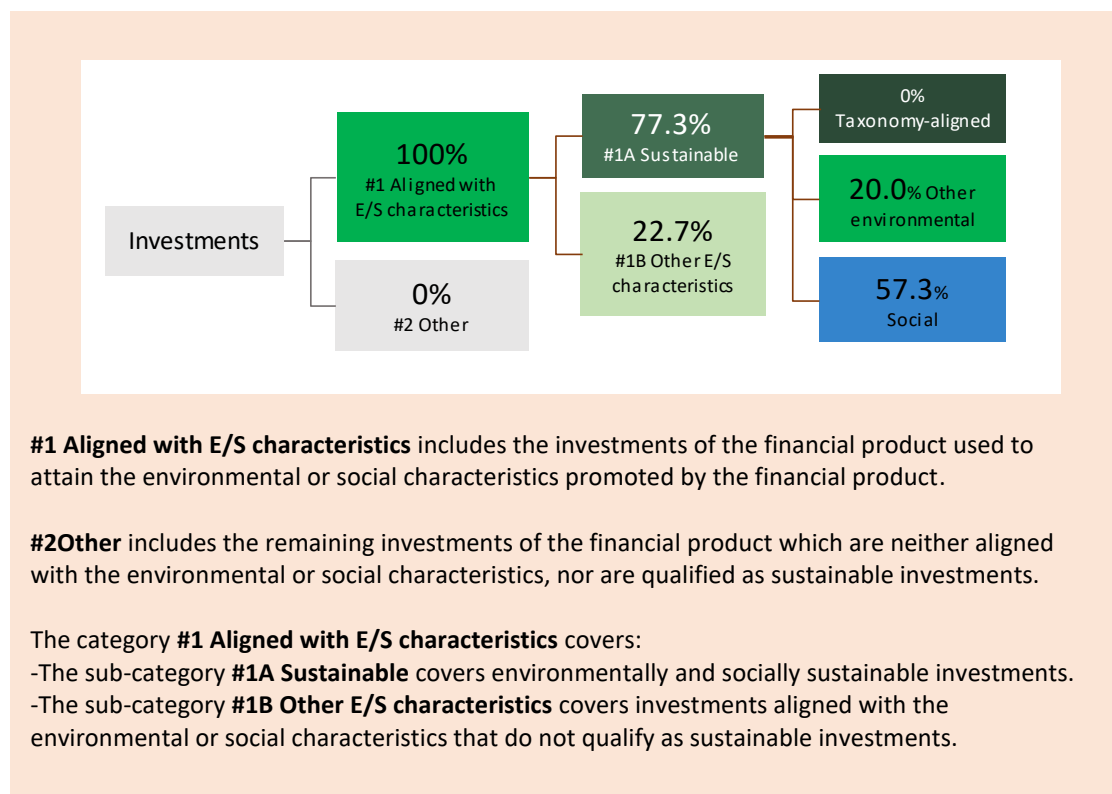 Investments
100%
#1 Aligned with
E/S characteristics
0%
#2 Other
77.3%
#1A Sustainable
22.7%
#1B Other E/S
characteristics
0%
Taxonomy-aligned
20.0% Other
environmental
57.3%
Social
#1 Aligned with E/S characteristics includes the investments of the financial product used to
attain the environmental or social characteristics promoted by the financial product.
#2Other includes the remaining investments of the financial product which are neither aligned
with the environmental or social characteristics, nor are qualified as sustainable investments.
The category #1 Aligned with E/S characteristics covers:
-The sub-category #1A Sustainable covers environmentally and socially sustainable investments.
-The sub-category #1B Other E/S characteristics covers investments aligned with the
environmental or social characteristics that do not qualify as sustainable investments.